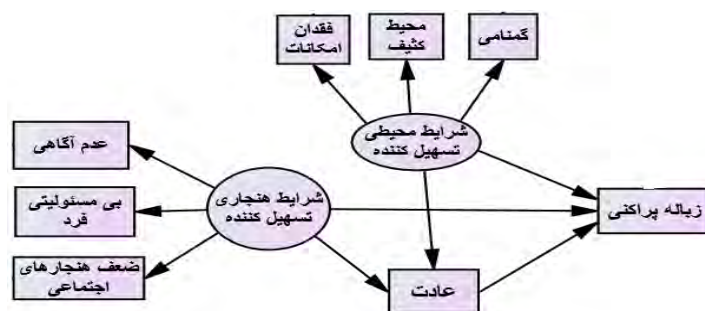 گمنامی
محیط
کثیف
فقدان
امکانات
شرایط محیطی
تسهیل کننده
عدم آگاهی
بی مسئولیتی
فرد
ضعف هنجارهای
اجتماعی
شرایط هنجاری
تسهیل کننده
زباله پراکنی
عادت